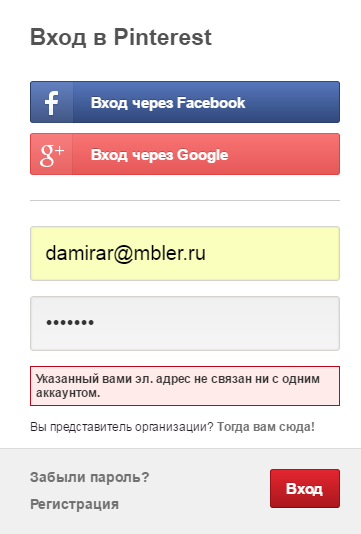 Вход в Pinterest
Вход через Facebook
Вход через Google
damirar@mbler.ru
•••••••
Указанный вами эл. адрес не связан ни с одним
аккаунтом.
Вы представитель организации? Тогда вам сюда!
Забыли пароль?
Вход
Регистрация